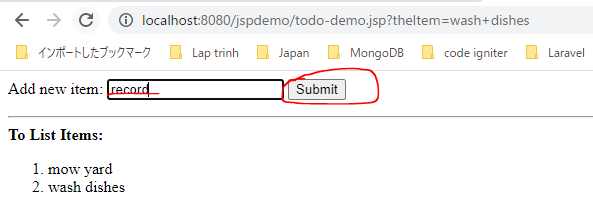 localhost:8080/jspdemo/todo-demo.jsp?theItem=wash+dishes
インポートしたブックマーク Lap trinh Japan MongoDB code igniter Laravel
Add new item: record Submit
To List Items:
1. mow yard
2. wash dishes